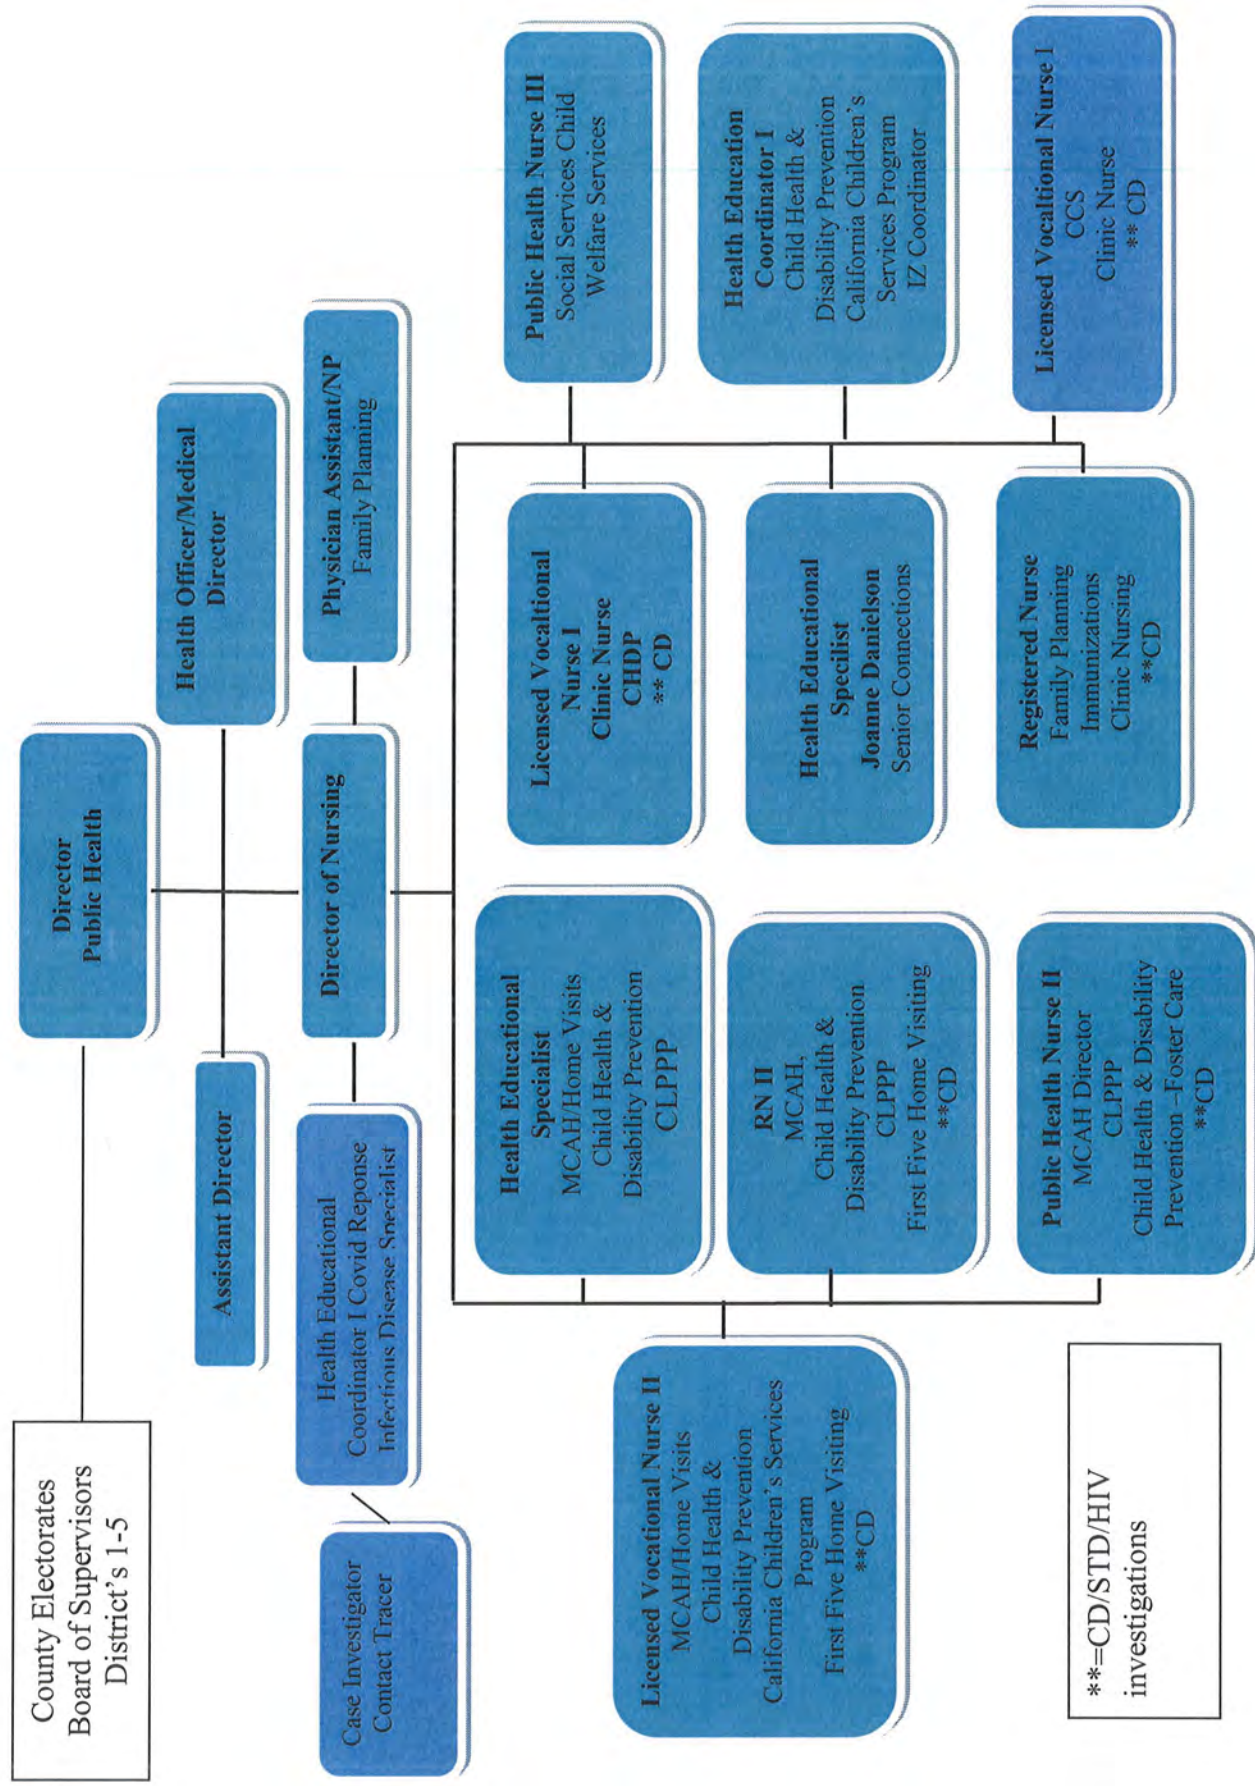 County Electorates
Board of Supervisors
District's 1-5
Director
Public Health
Health Officer/Medical
Director
Assistant Director
Director of Nursing
Physician Assistant/NP
Family Planning
Health Educational
Coordinator I Covid Reponse
Infectious Disease Specialist
Case Investigator
Contact Tracer
Licensed Vocational Nurse II
MCAH/Home Visits
Child Health &
Disability Prevention
California Children's Services
Program
First Five Home Visiting
**CD
Health Educational
Specialist
MCAH/Home Visits
Child Health &
Disability Prevention
CLPPP
RN II
MCAH,
Child Health &
Disability Prevention
CLPPP
First Five Home Visiting
**CD
Public Health Nurse II
MCAH Director
CLPPP
Child Health & Disability
Prevention –Foster Care
**CD
Licensed Vocaltional
Nurse I
Clinic Nurse
CHDP
** CD
Health Educational
Specilist
Joanne Danielson
Senior Connections
Registered Nurse
Family Planning
Immunizations
Clinic Nursing
**CD
Public Health Nurse III
Social Services Child
Welfare Services
Health Education
Coordinator I
Child Health &
Disability Prevention
California Children's
Services Program
IZ Coordinator
Licensed Vocaltional Nurse I
CCS
Clinic Nurse
** CD
**=CD/STD/HIV
investigations